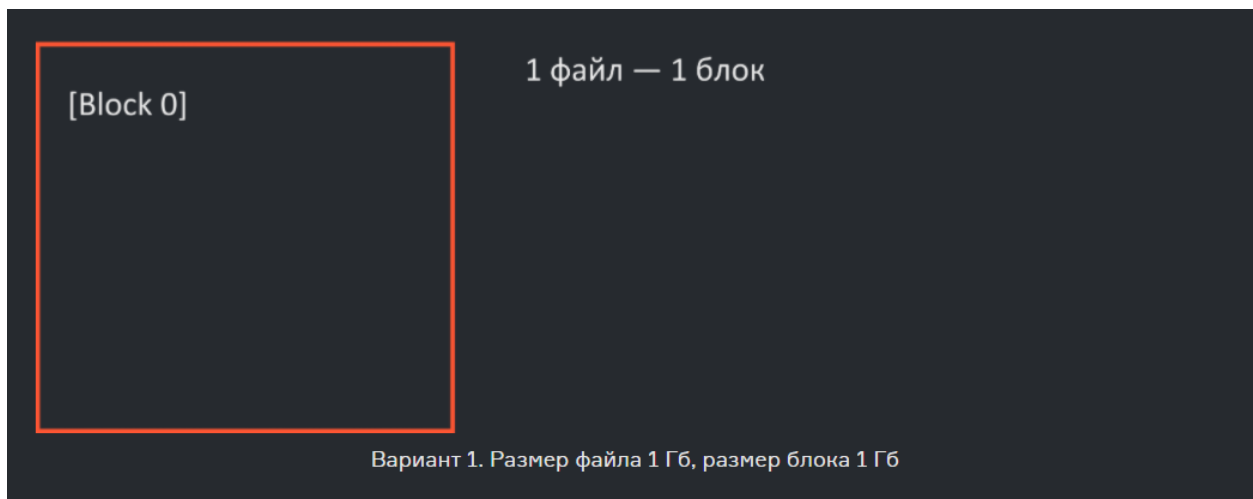 1 файл — 1 блок
[Block 0]
Вариант 1. Размер файла 1 Гб, размер блока 1 Гб